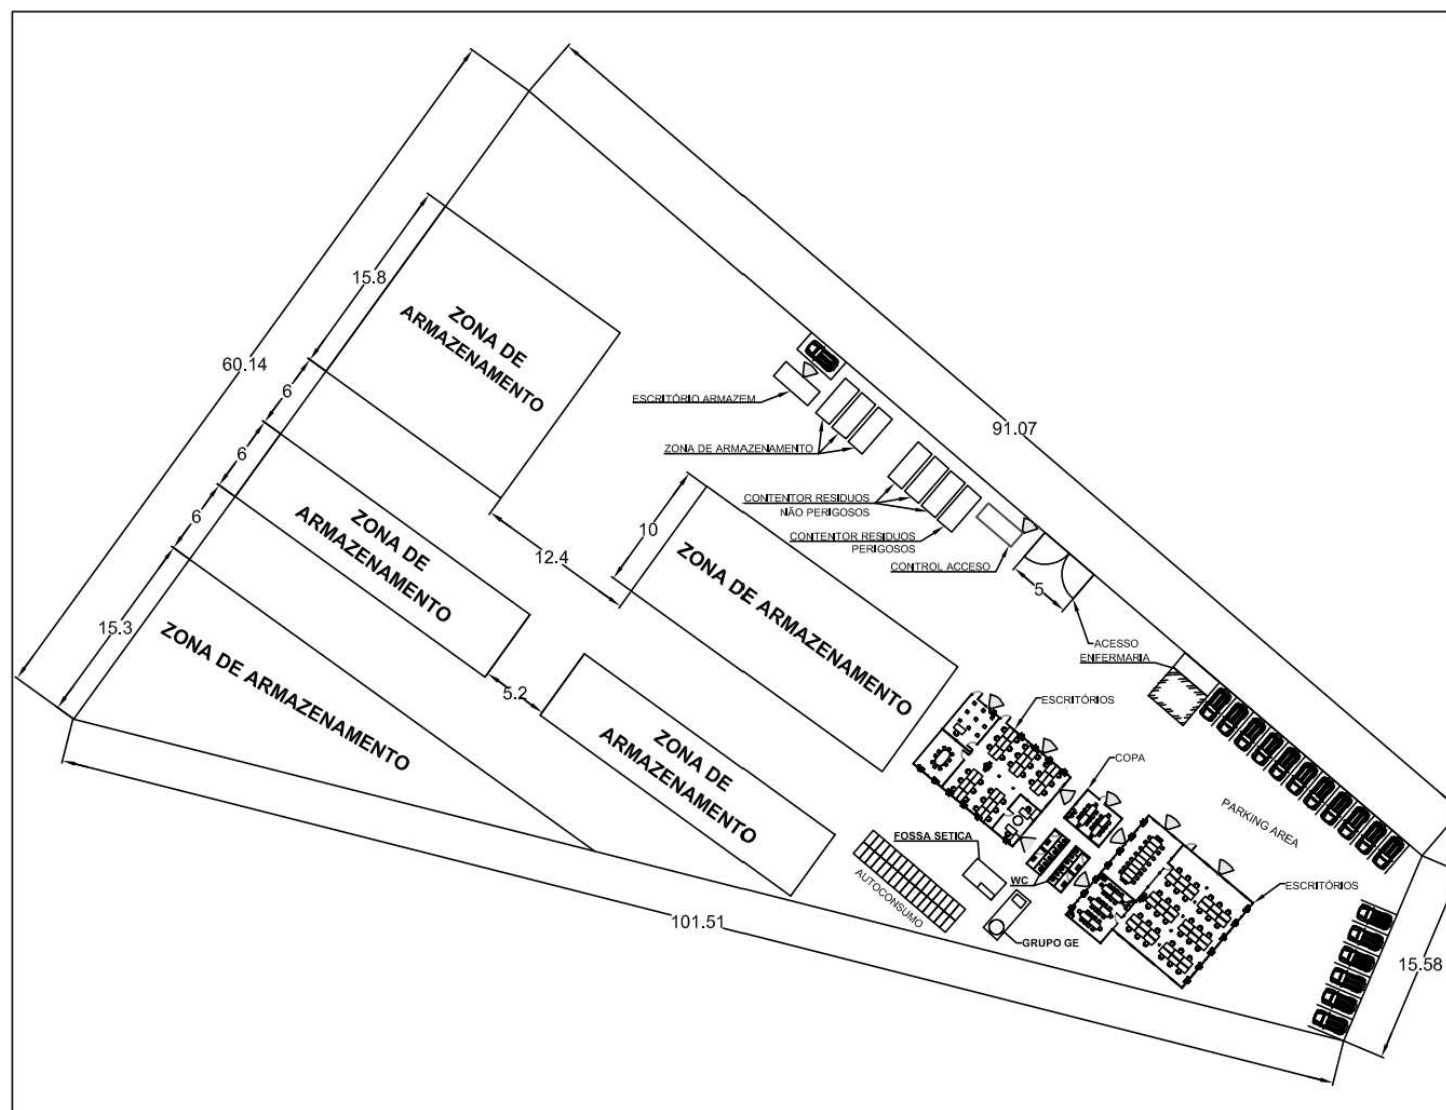 15.8
ZONA DE
ARMAZENAMENTO
60.14
6
ESCRITÓRIO ARMAZEM
91.07
ZONA DE ARMAZENAMENTO
6
CONTENTOR RESIDUOS
NÃO PERIGOSOS
CONTENTOR RESIDUOS
PERIGOSOS
CONTROL ACCESO
6
ZONA DE
ARMAZENAMENTO
10
12.4
ZONA DE ARMAZENAMENTO
5
ACESSO
ENFERMARIA
15.3
ZONA DE ARMAZENAMENTO
5.2
ZONA DE
ARMAZENAMENTO
ESCRITÓRIOS
COPA
PARKING AREA
FOSSA SETICA
WC
AUTOCONSUMO
ESCRITÓRIOS
GRUPO GE
101.51
15.58